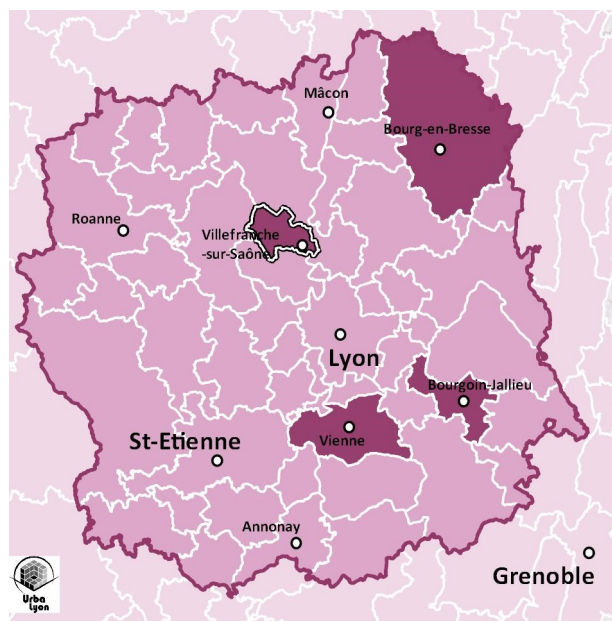 Mâcon
Bourg-en-Bresse
Roanne
Villefranche
-sur-Saône
Lyon
Bourgoin-Jallieu
Vienne
St-Etienne
Annonay
Grenoble
Urba
Lyon